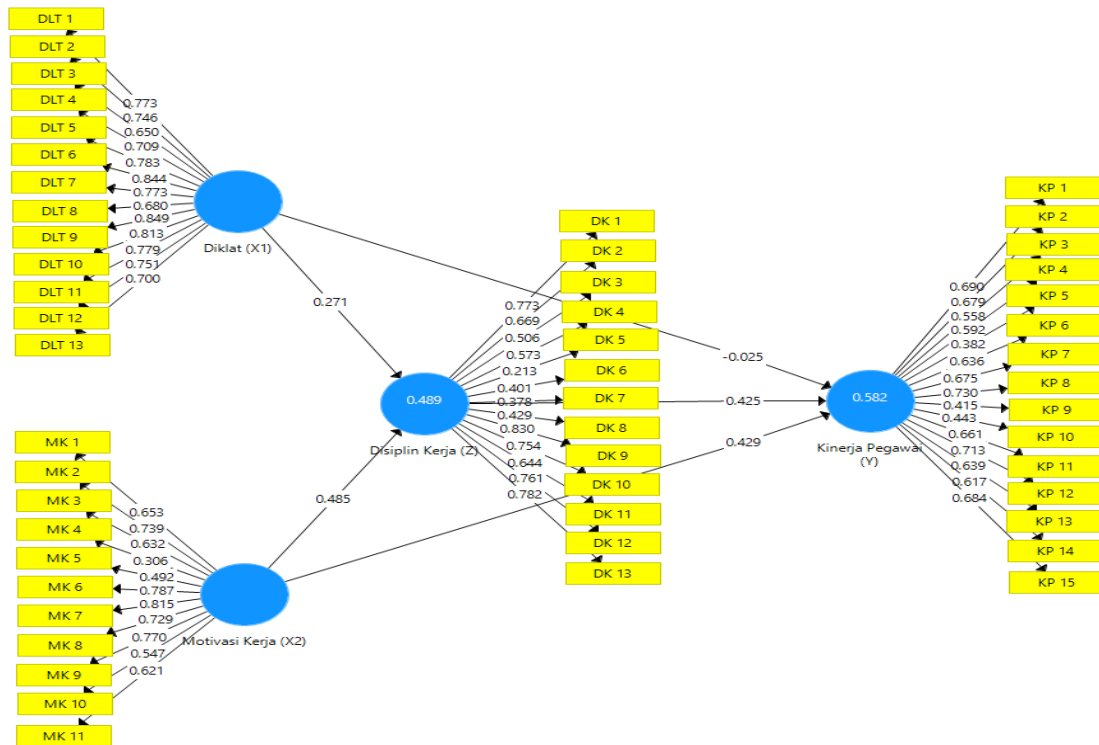 DLT 1
DLT 2
DLT 3
DLT 4
DLT 5
DLT 6
DLT 7
DLT 8
DLT 9
DLT 10
DLT 11
DLT 12
DLT 13
0.773
0.746
0.650
0.709
0.783
0.844
0.773
0.680
0.849
0.813
0.779
0.751
0.700
Diklat (X1)
0.271
MK 1
MK 2
MK 3
MK 4
MK 5
MK 6
MK 7
MK 8
MK 9
MK 10
MK 11
0.653
0.739
0.632
0.306
0.492
0.787
0.815
0.729
0.770
0.547
0.621
Motivasi Kerja (X2)
0.485
0.489
Disiplin Kerja (Z)
0.773
0.669
0.506
0.573
0.213
0.401
0.378
0.429
0.830
0.754
0.644
0.761
0.782
DK 1
DK 2
DK 3
DK 4
DK 5
DK 6
DK 7
DK 8
DK 9
DK 10
DK 11
DK 12
DK 13
-0.025
0.425
0.429
0.582
Kinerja Pegawai
(Y)
0.690
0.679
0.558
0.592
0.382
0.636
0.675
0.730
0.415
0.443
0.661
0.713
0.639
0.617
0.684
KP 1
KP 2
KP 3
KP 4
KP 5
KP 6
KP 7
KP 8
KP 9
KP 10
KP 11
KP 12
KP 13
KP 14
KP 15